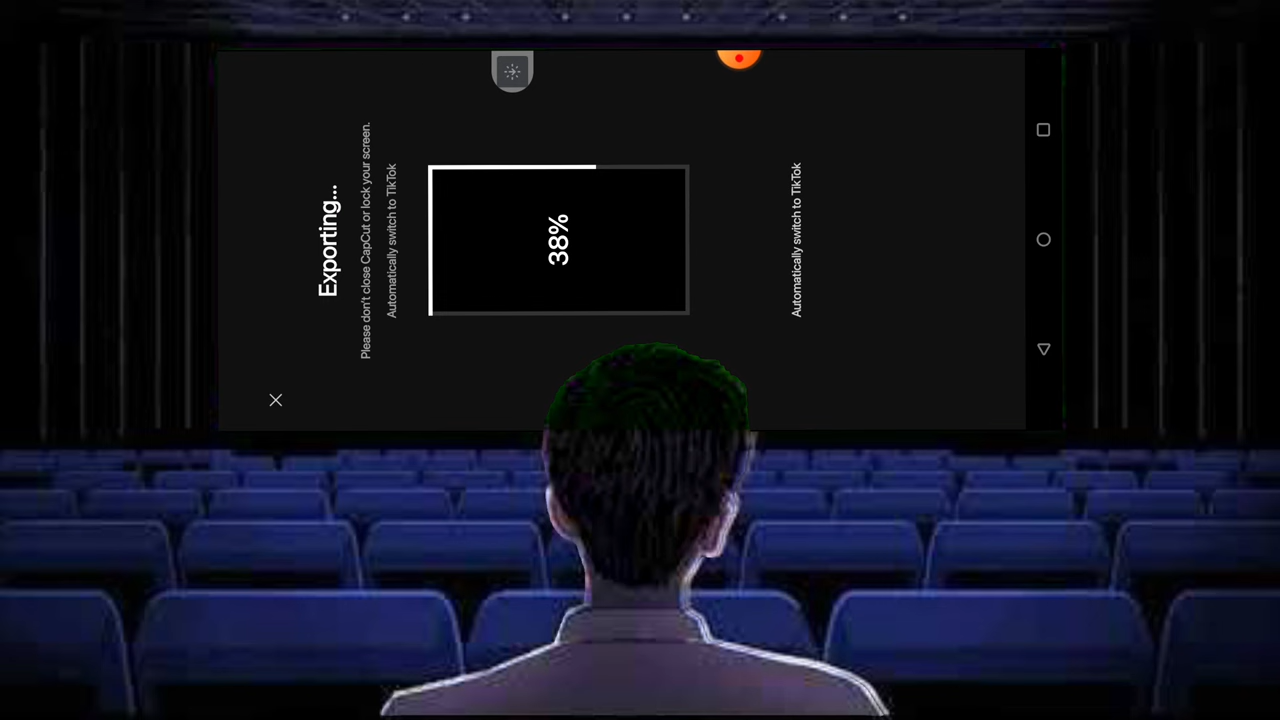 Exporting...
Please don't close CapCut or lock your screen.
Automatically switch to TikTok
38%
Automatically switch to TikTok